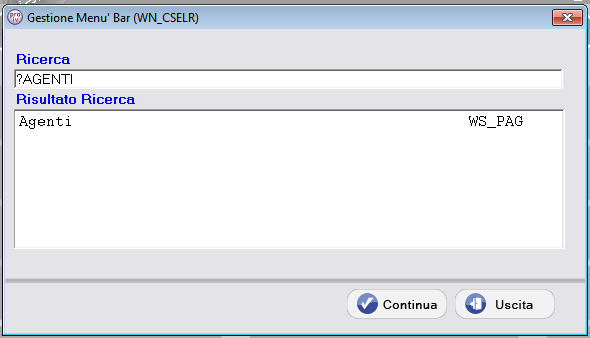 Gestione Menu' Bar (WN_CSELR)
Ricerca
?AGENTI
Risultato Ricerca
Agenti WS_PAG
Continua Uscita